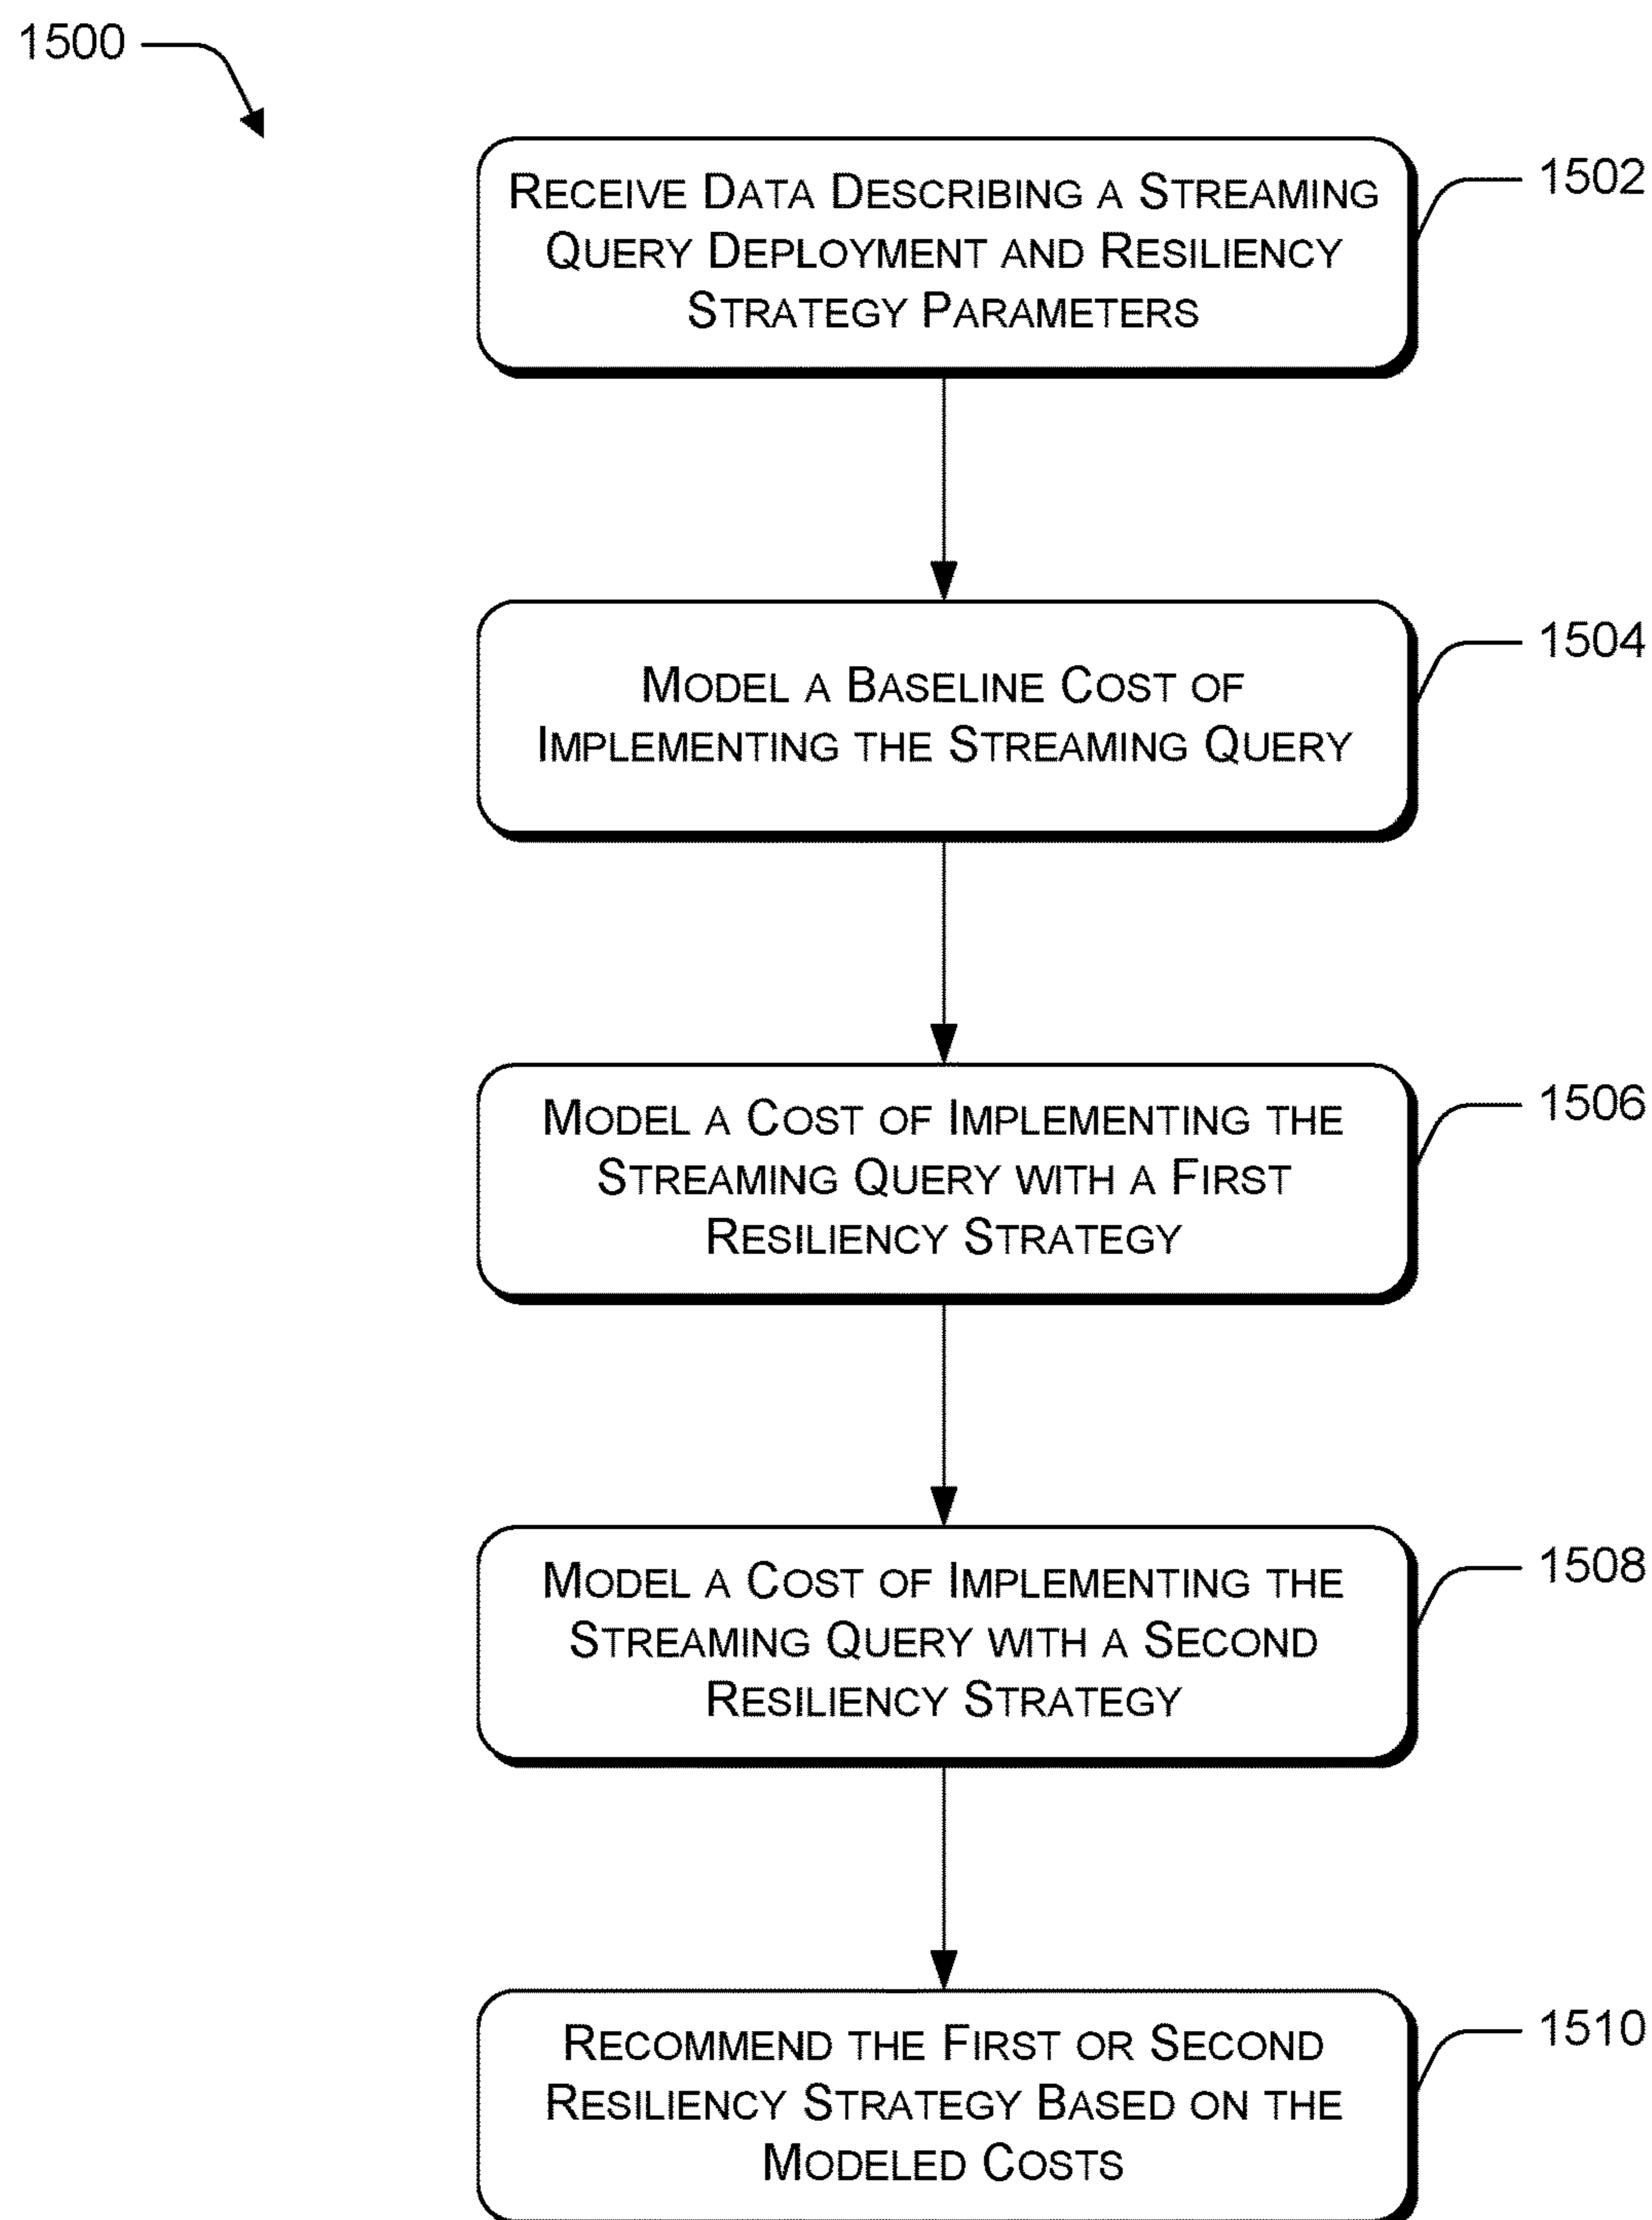 1500
RECEIVE DATA DESCRIBING A STREAMING
QUERY DEPLOYMENT AND RESILIENCY
STRATEGY PARAMETERS
1502
MODEL A BASELINE COST OF
IMPLEMENTING THE STREAMING QUERY
1504
MODEL A COST OF IMPLEMENTING THE
STREAMING QUERY WITH A FIRST
RESILIENCY STRATEGY
1506
MODEL A COST OF IMPLEMENTING THE
STREAMING QUERY WITH A SECOND
RESILIENCY STRATEGY
1508
RECOMMEND THE FIRST OR SECOND
RESILIENCY STRATEGY BASED ON THE
MODELED COSTS
1510